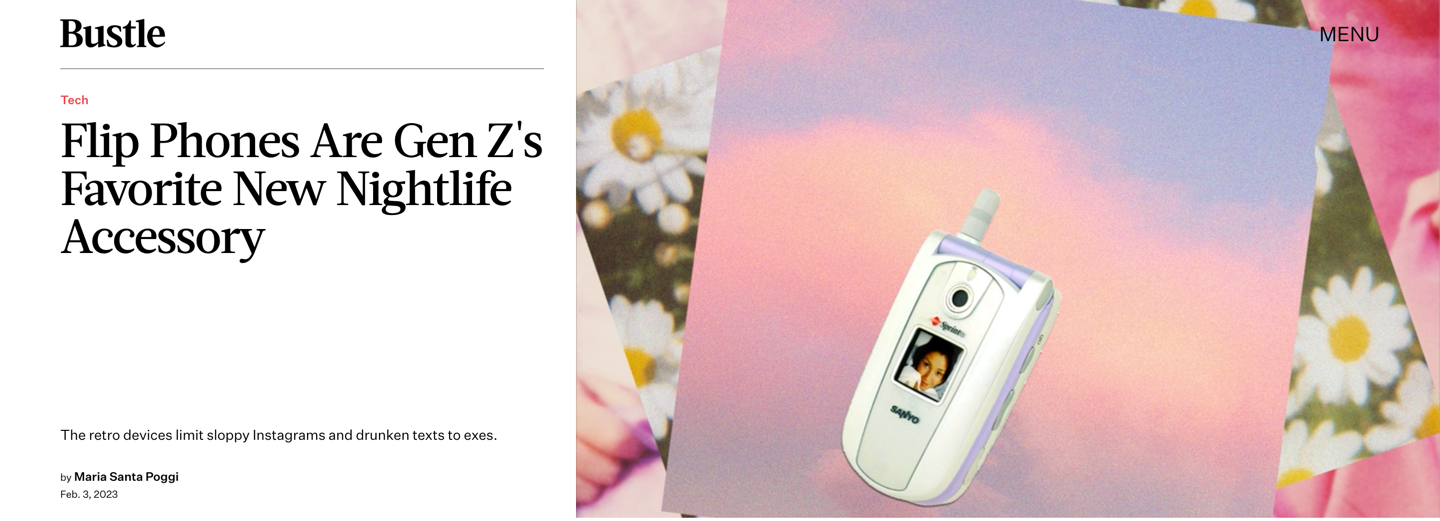 Bustle
MENU
Tech
Flip Phones Are Gen Z's
Favorite New Nightlife
Accessory
The retro devices limit sloppy Instagrams and drunken texts to exes.
by Maria Santa Poggi
Feb. 3, 2023
Sprint
SANYO